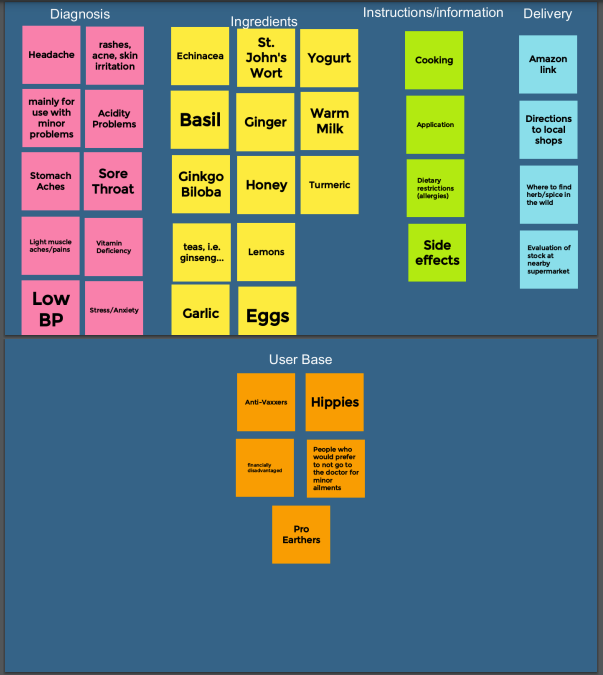 Diagnosis
Headache
rashes,
acne, skin
irritation
mainly for
use with
minor
problems
Acidity
Problems
Stomach
Aches
Sore
Throat
Light muscle
aches/pains
Vitamin
Deficiency
Low
BP
Stress/Anxiety
Ingredients
Echinacea
St.
John's
Wort
Yogurt
Basil
Ginger
Warm
Milk
Ginkgo
Biloba
Honey
Turmeric
teas, i.e.
ginseng...
Lemons
Garlic
Eggs
Instructions/information
Cooking
Application
Dietary
restrictions
(allergies)
Side
effects
Delivery
Amazon
link
Directions
to local
shops
Where to find
herb/spice in
the wild
Evaluation of
stock at
nearby
supermarket
User Base
Anti-Vaxxers
Hippies
financially
disadvantaged
People who
would prefer
to not go to
the doctor for
minor
ailments
Pro
Earthers